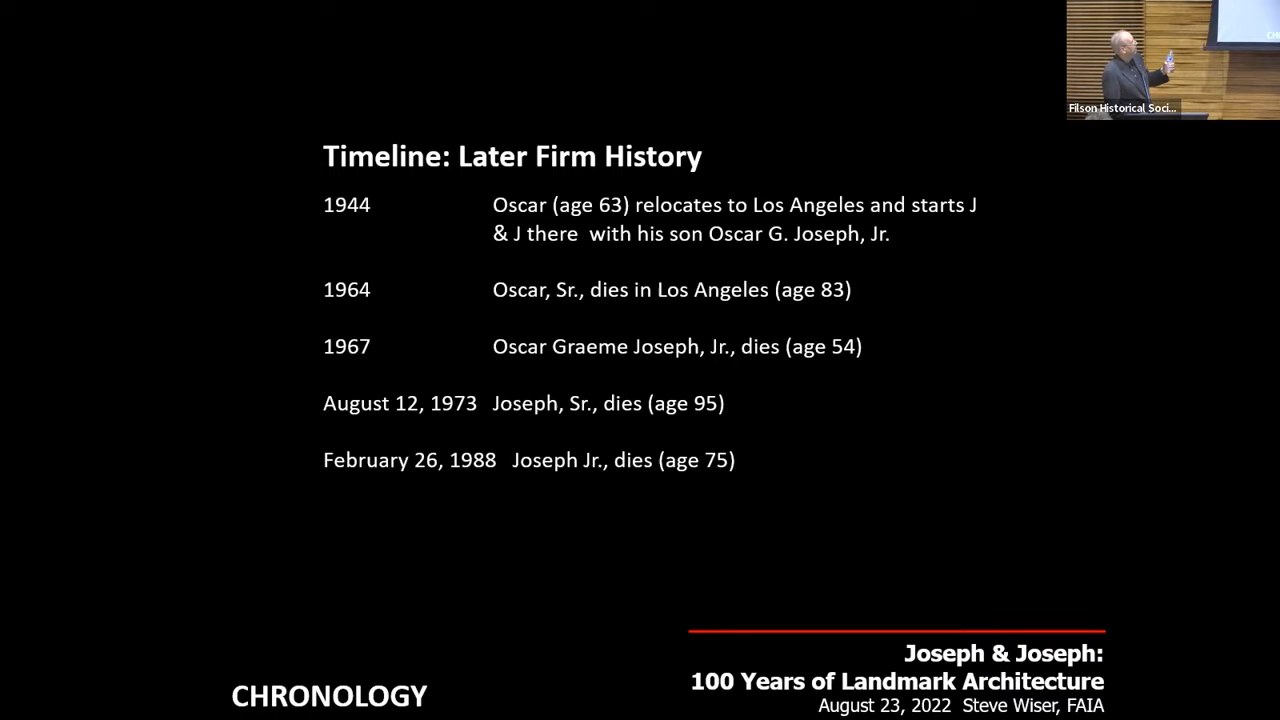 Filson Historical Soci...
Timeline: Later Firm History
1944 Oscar (age 63) relocates to Los Angeles and starts J
& J there with his son Oscar G. Joseph, Jr.
1964 Oscar, Sr., dies in Los Angeles (age 83)
1967 Oscar Graeme Joseph, Jr., dies (age 54)
August 12, 1973 Joseph, Sr., dies (age 95)
February 26, 1988 Joseph Jr., dies (age 75)
Joseph & Joseph:
100 Years of Landmark Architecture
August 23, 2022 Steve Wiser, FAIA
CHRONOLOGY